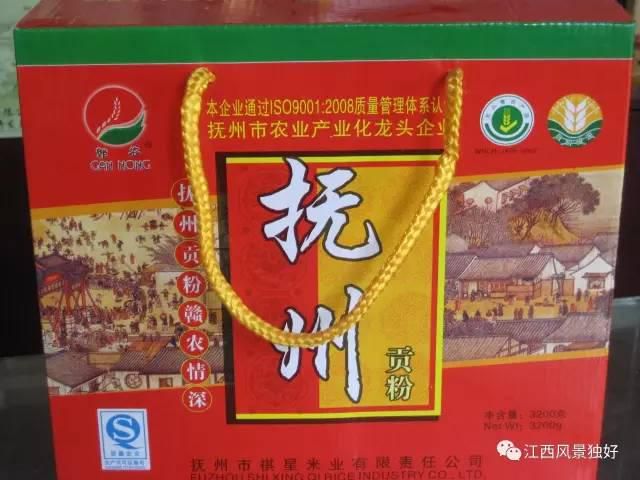 本企业通过ISO9001:2008质量管理体系认
抚州市农业产业化龙头企业
赣农
GAN NONG
抚州贡粉赣农情深
抚州
贡粉
净含量: 3200克
Net Wt: 3200g
抚州市祺星米业有限责任公司
FUZHOU SHI XING QI RICE INDUSTRY CO., LTD
江西风景独好